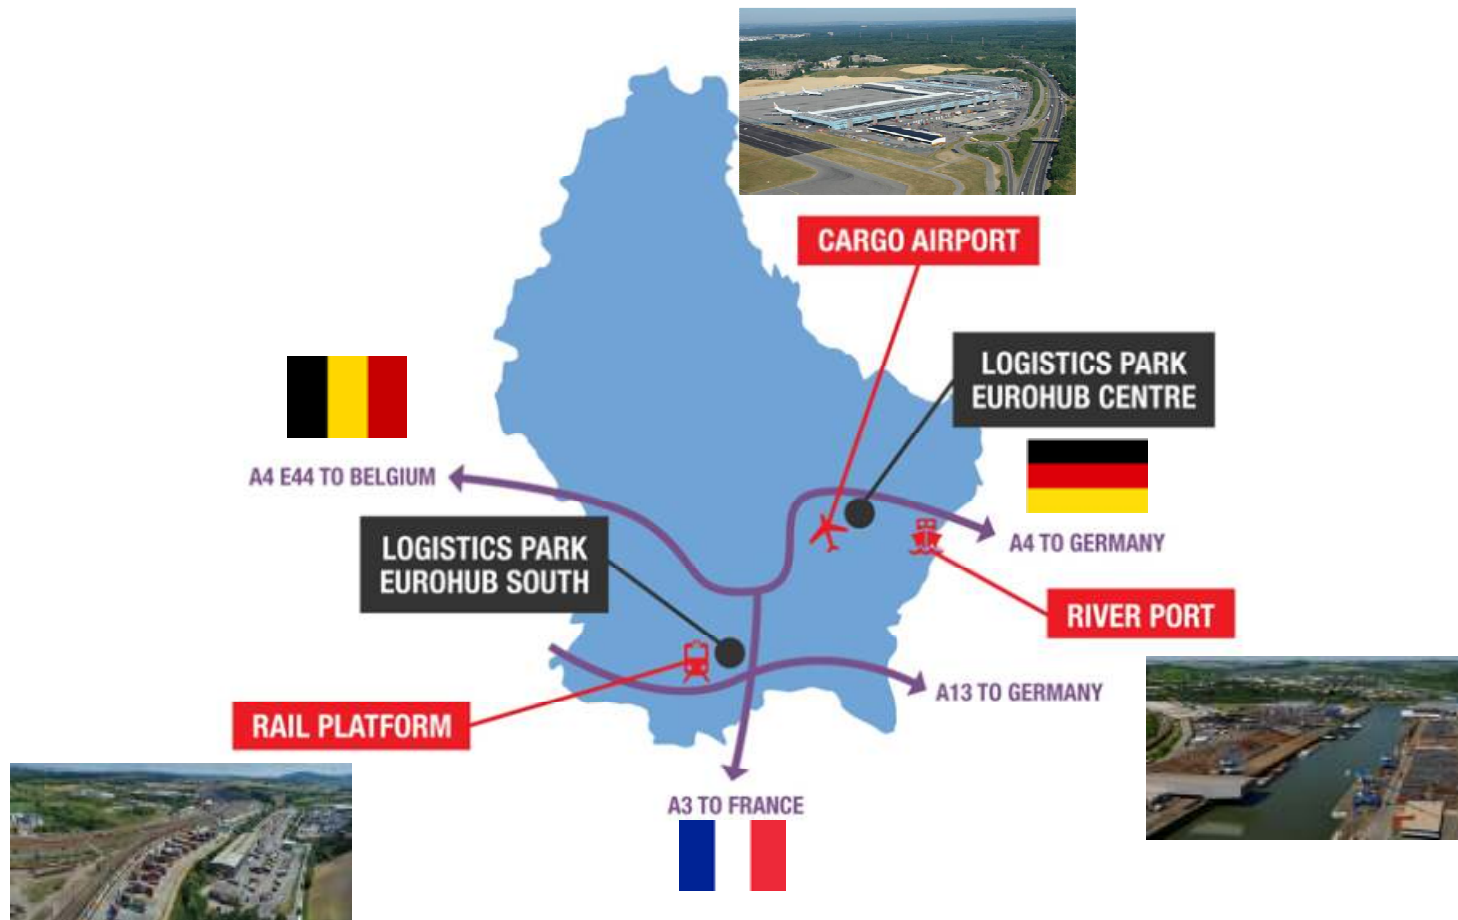 CARGO AIRPORT
LOGISTICS PARK
EUROHUB CENTRE
A4 E44 TO BELGIUM
LOGISTICS PARK
EUROHUB SOUTH
A4 TO GERMANY
RIVER PORT
A13 TO GERMANY
RAIL PLATFORM
A3 TO FRANCE